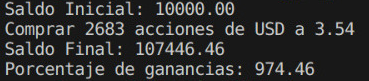 Saldo Inicial: 10000.00
Comprar 2683 acciones de USD a 3.54
Saldo Final: 107446.46
Porcentaje de ganancias: 974.46